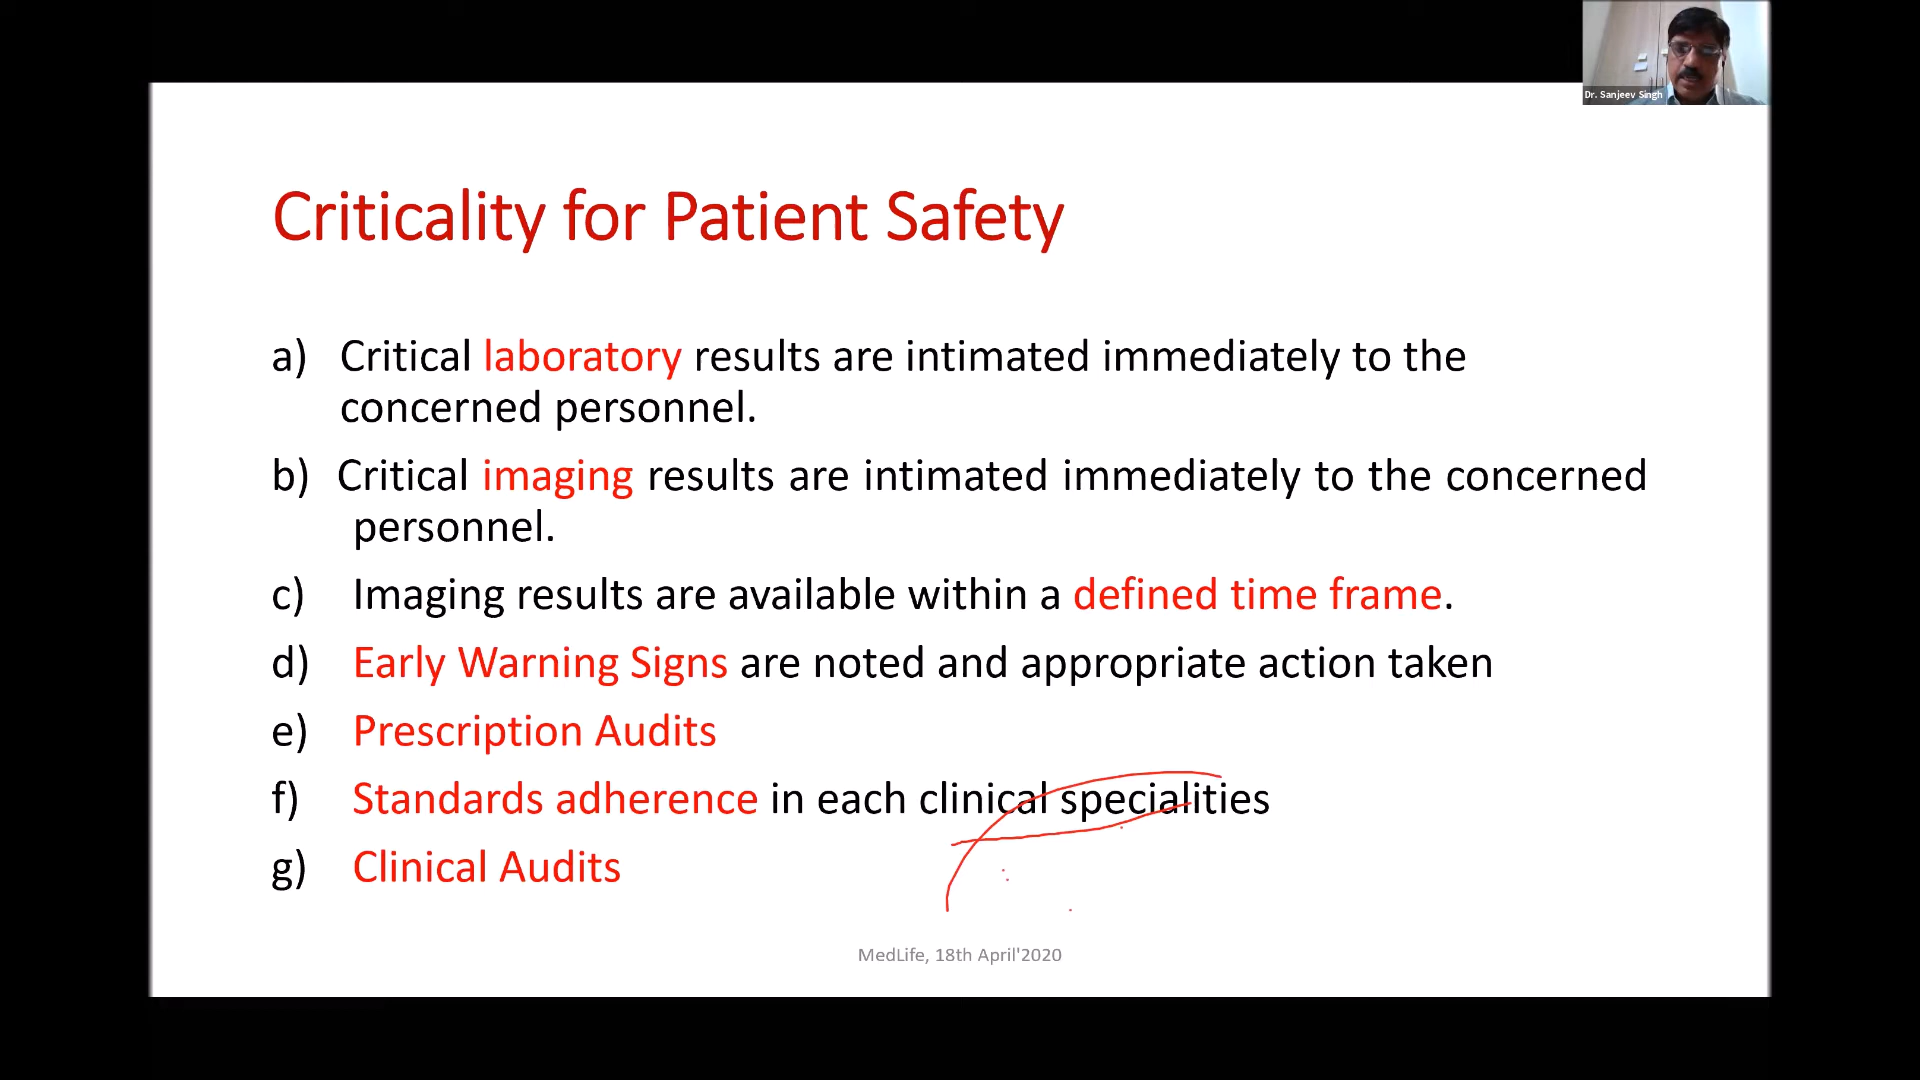 Dr. Sanjeev Singh
Criticality for Patient Safety
a) Critical laboratory results are intimated immediately to the
concerned personnel.
b) Critical imaging results are intimated immediately to the concerned
personnel.
c) Imaging results are available within a defined time frame.
d) Early Warning Signs are noted and appropriate action taken
e) Prescription Audits
f) Standards adherence in each clinical specialities
g) Clinical Audits
MedLife, 18th April'2020